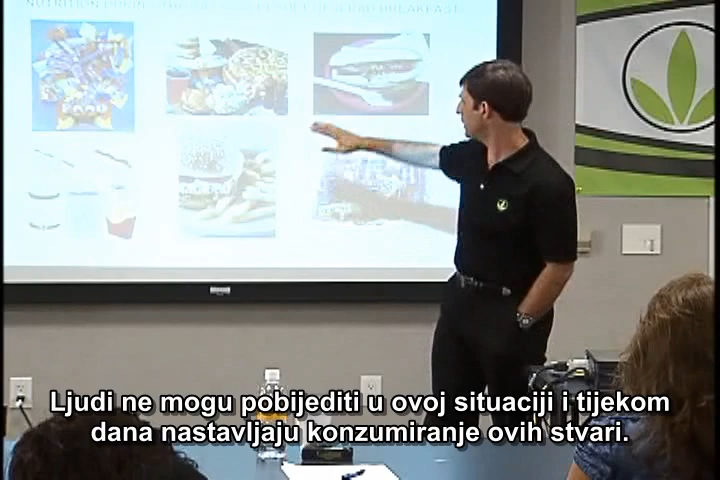 Ljudi ne mogu pobijediti u ovoj situaciji i tijekom
dana nastavljaju konzumiranje ovih stvari.